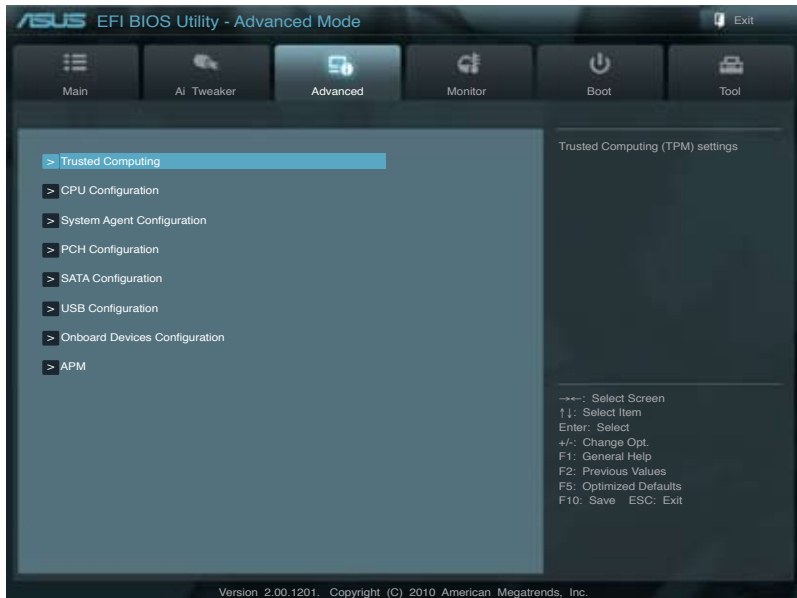 ASUS EFI BIOS Utility - Advanced Mode
Exit
Main
Ai Tweaker
Advanced
Monitor
Boot
Tool
> Trusted Computing
> CPU Configuration
> System Agent Configuration
> PCH Configuration
> SATA Configuration
> USB Configuration
> Onboard Devices Configuration
> APM
Trusted Computing (TPM) settings
→←: Select Screen
↑↓: Select Item
Enter: Select
+/-: Change Opt.
F1: General Help
F2: Previous Values
F5: Optimized Defaults
F10: Save ESC: Exit
Version 2.00.1201. Copyright (C) 2010 American Megatrends, Inc.